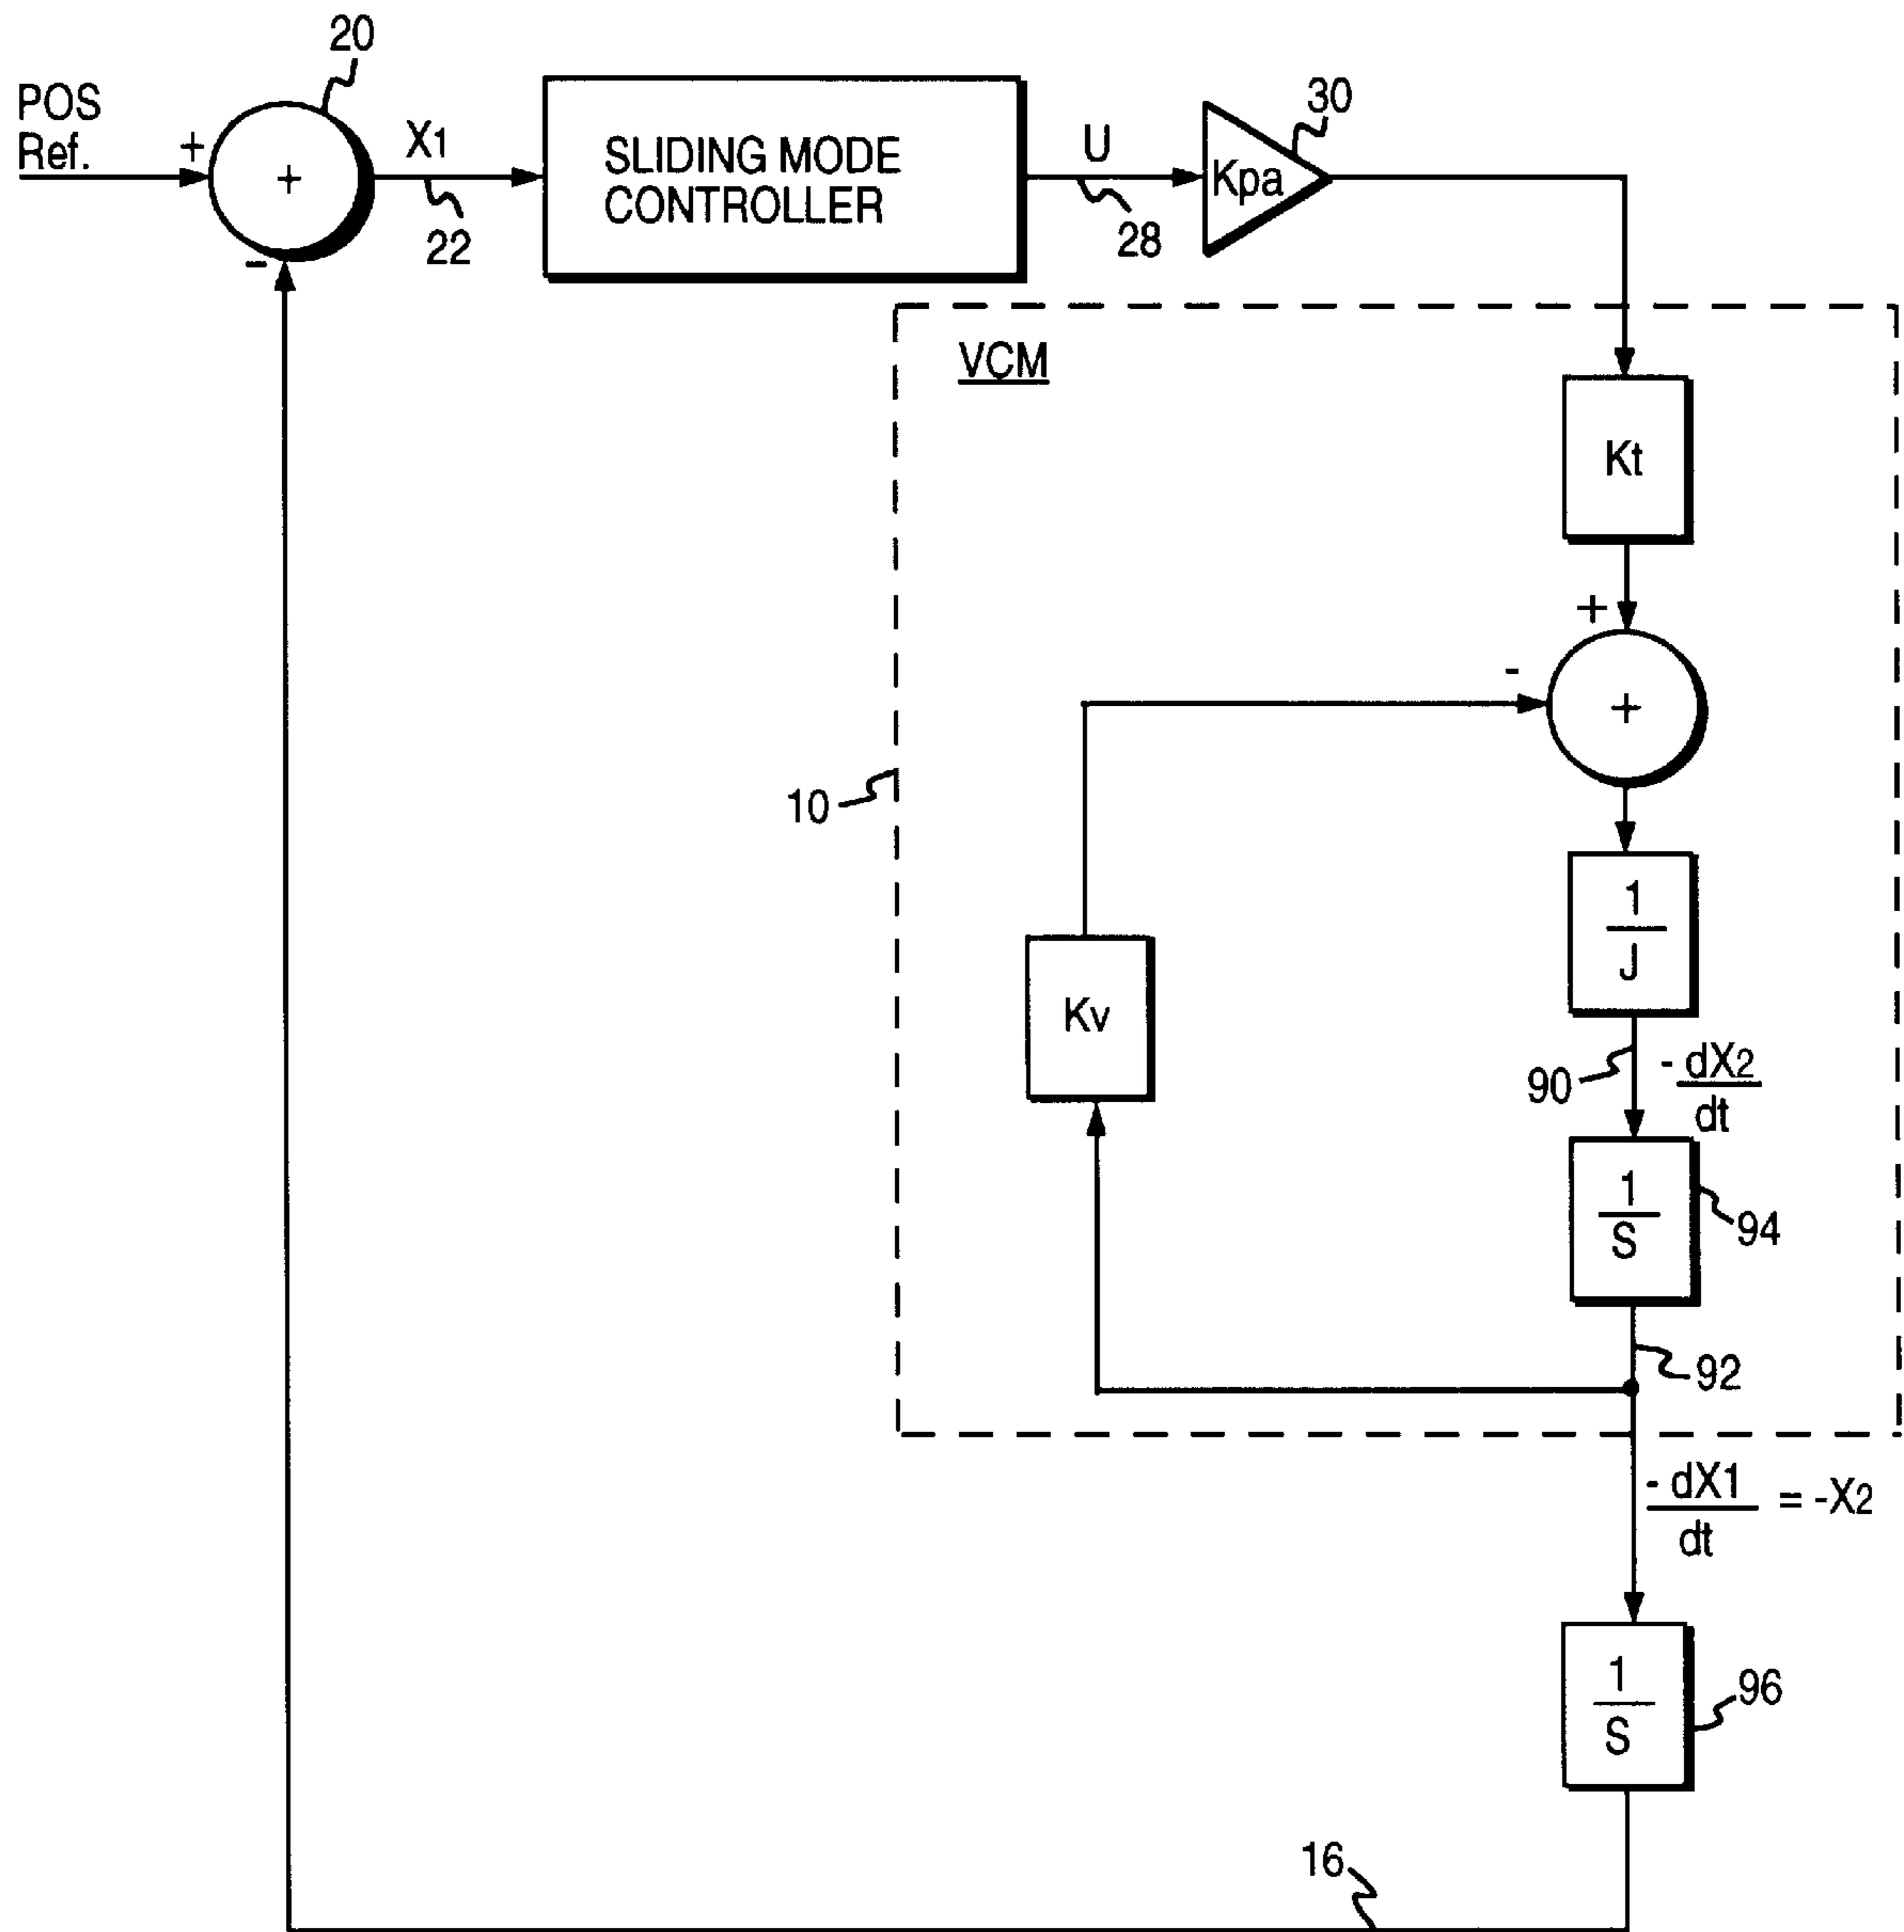 20
POS
Ref.
+
+
-
X1
22
SLIDING MODE
CONTROLLER
U
28
Kpa
30
VCM
Kt
+
-
+
10
1
J
Kv
90
- dX2
dt
1
S
94
92
- dX1
dt
= -X2
1
S
96
16